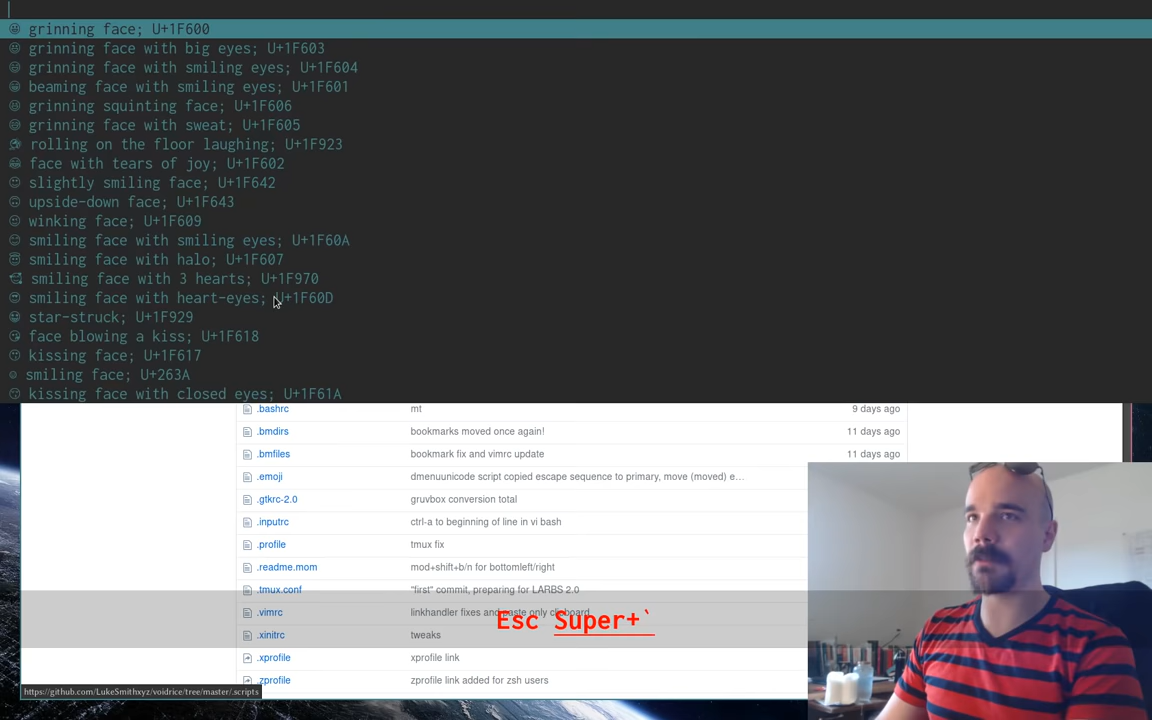 😀 grinning face; U+1F600
😃 grinning face with big eyes; U+1F603
😄 grinning face with smiling eyes; U+1F604
😁 beaming face with smiling eyes; U+1F601
😆 grinning squinting face; U+1F606
😅 grinning face with sweat; U+1F605
🤣 rolling on the floor laughing; U+1F923
😂 face with tears of joy; U+1F602
🙂 slightly smiling face; U+1F642
🙃 upside-down face; U+1F643
😉 winking face; U+1F609
😊 smiling face with smiling eyes; U+1F60A
😇 smiling face with halo; U+1F607
🥰 smiling face with 3 hearts; U+1F970
😍 smiling face with heart-eyes; U+1F60D
🤩 star-struck; U+1F929
😘 face blowing a kiss; U+1F618
😗 kissing face; U+1F617
☺ smiling face; U+263A
😚 kissing face with closed eyes; U+1F61A
.bashrc mt 9 days ago
.bmdirs bookmarks moved once again! 11 days ago
.bmfiles bookmark fix and vimrc update 11 days ago
.emoji dmenuunicode script copied escape sequence to primary, move (moved) e…
.gtkrc-2.0 gruvbox conversion total
.inputrc ctrl-a to beginning of line in vi bash
.profile tmux fix
.readme.mom mod+shift+b/n for bottomleft/right
.tmux.conf "first" commit, preparing for LARBS 2.0
.vimrc linkhandler fixes and paste only clipboard
Esc Super+`
.xinitrc tweaks
.xprofile xprofile link
.zprofile zprofile link added for zsh users
https://github.com/LukeSmithxyz/voidrice/tree/master/.scripts